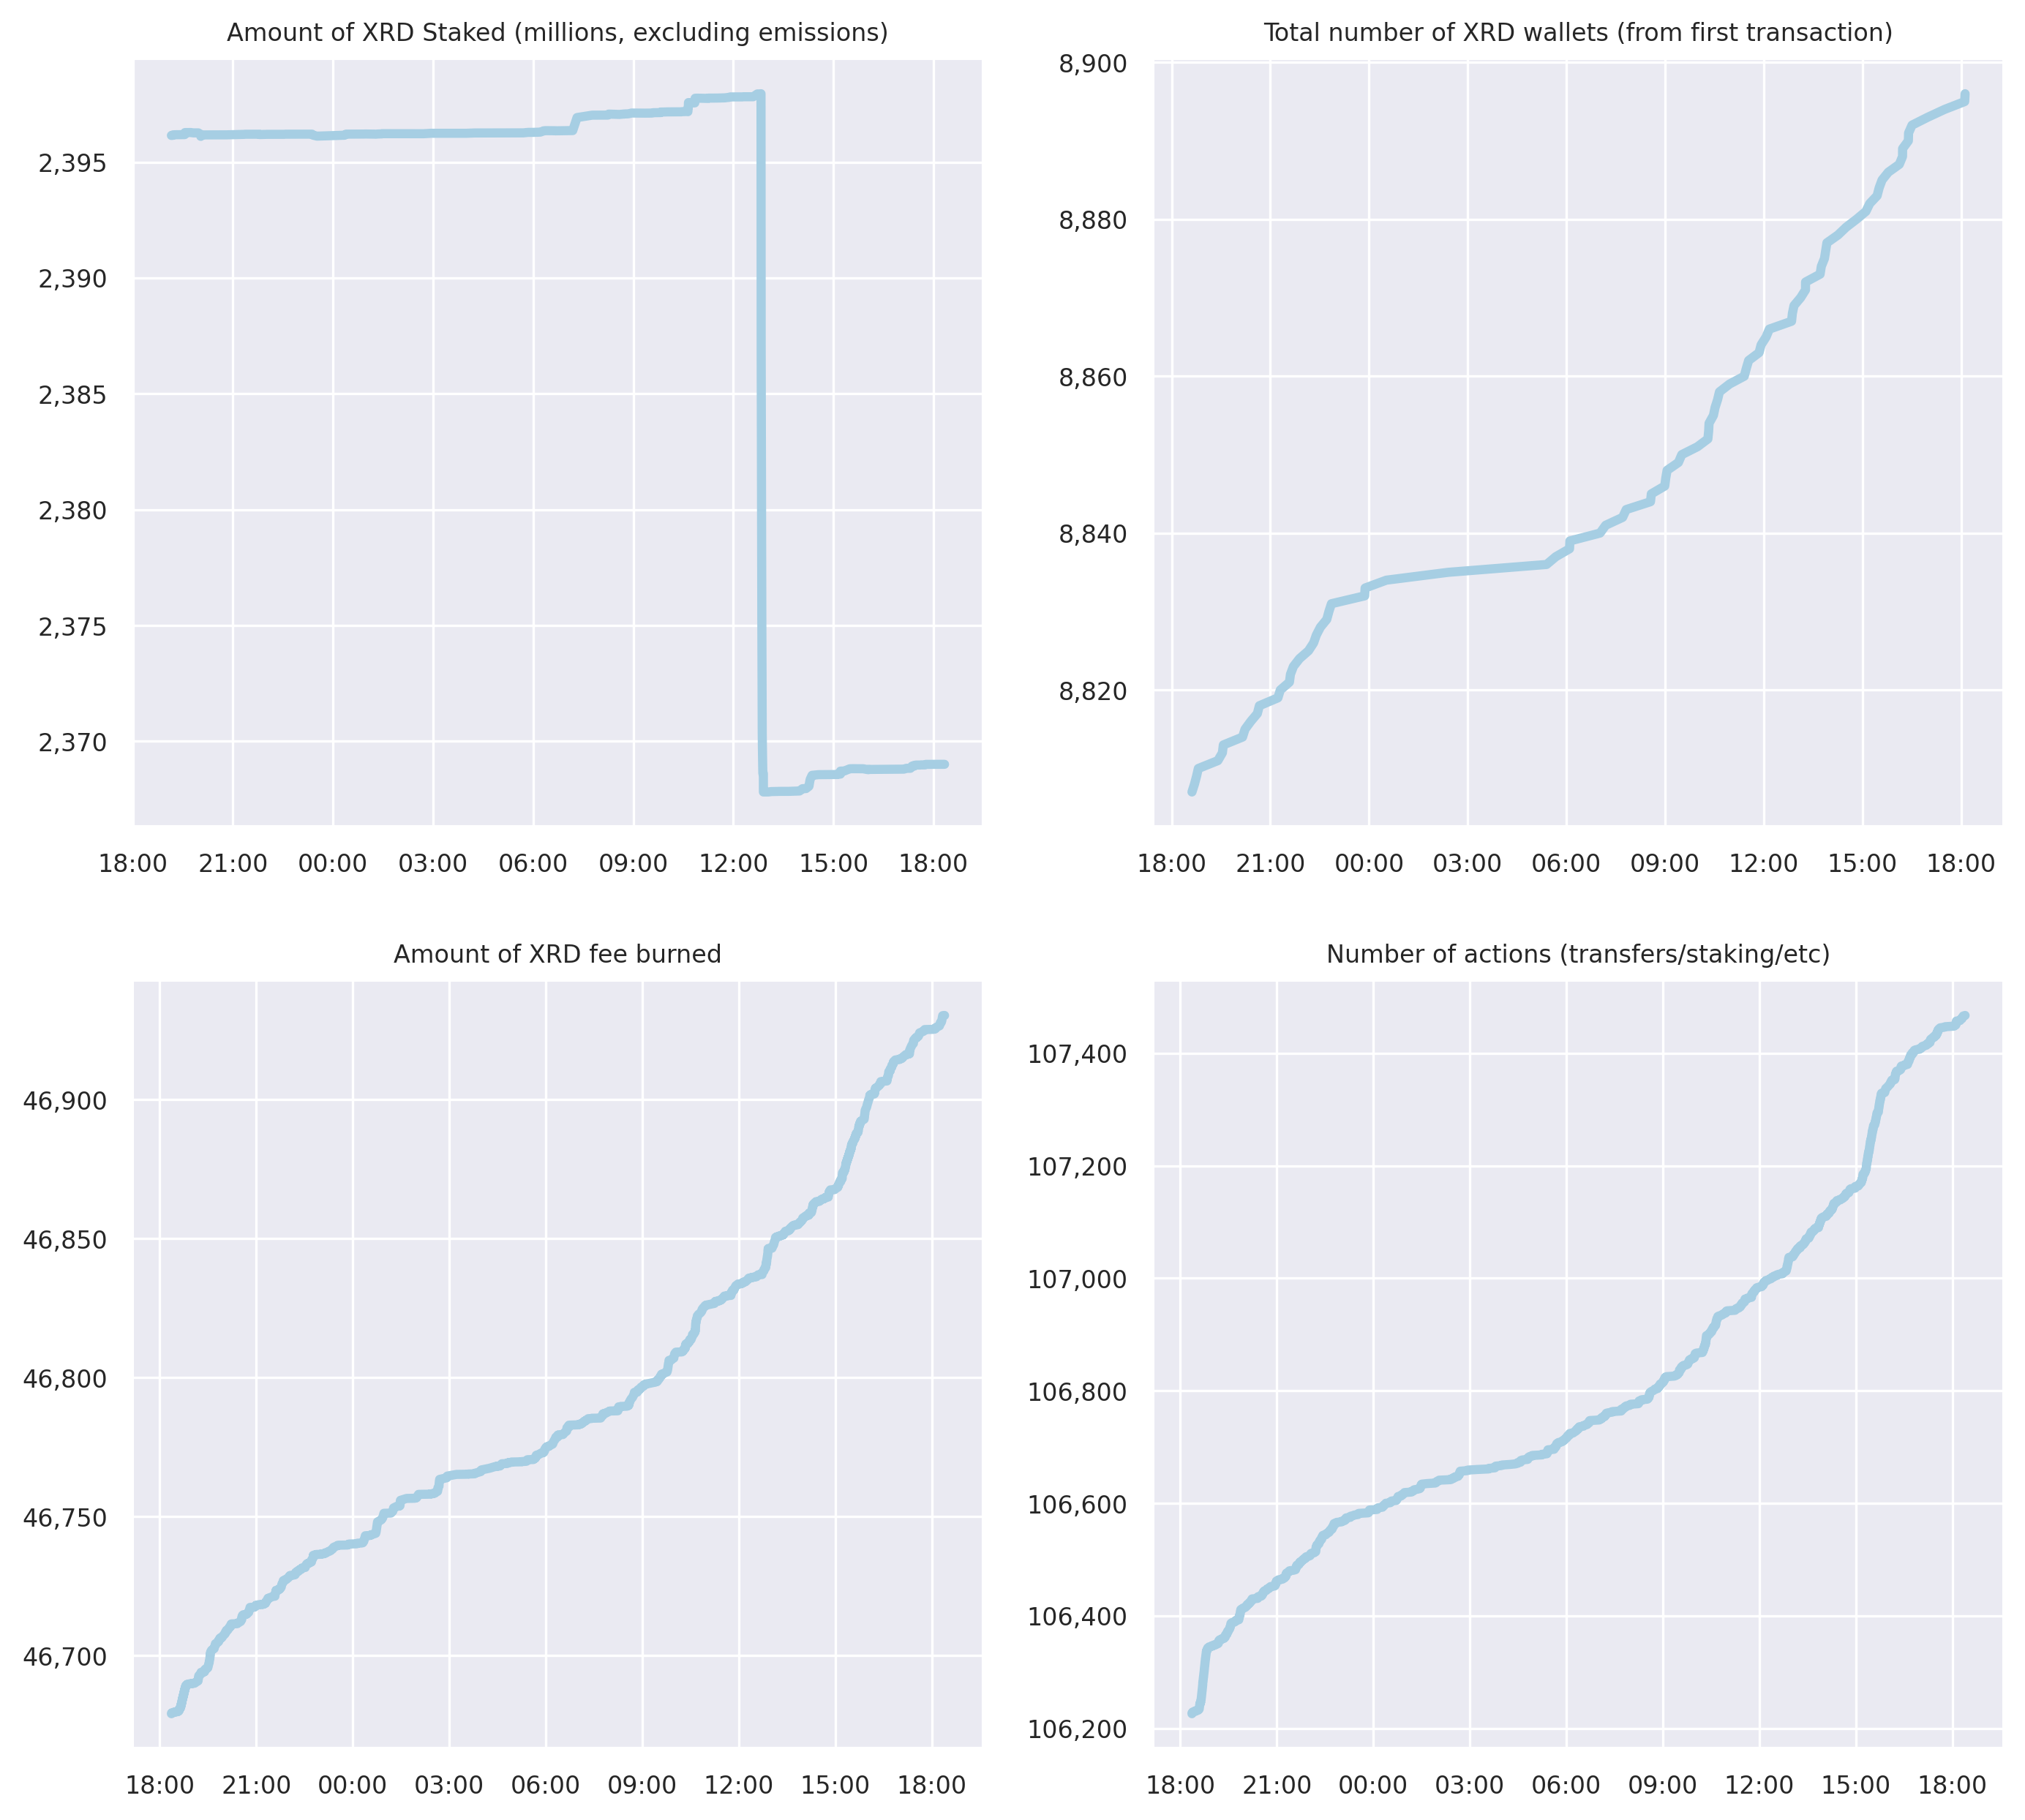 Amount of XRD Staked (millions, excluding emissions)
2,395
2,390
2,385
2,380
2,375
2,370
18:00 21:00 00:00 03:00 06:00 09:00 12:00 15:00 18:00
Total number of XRD wallets (from first transaction)
8,900
8,880
8,860
8,840
8,820
18:00 21:00 00:00 03:00 06:00 09:00 12:00 15:00 18:00
Amount of XRD fee burned
46,900
46,850
46,800
46,750
46,700
18:00 21:00 00:00 03:00 06:00 09:00 12:00 15:00 18:00
Number of actions (transfers/staking/etc)
107,400
107,200
107,000
106,800
106,600
106,400
106,200
18:00 21:00 00:00 03:00 06:00 09:00 12:00 15:00 18:00